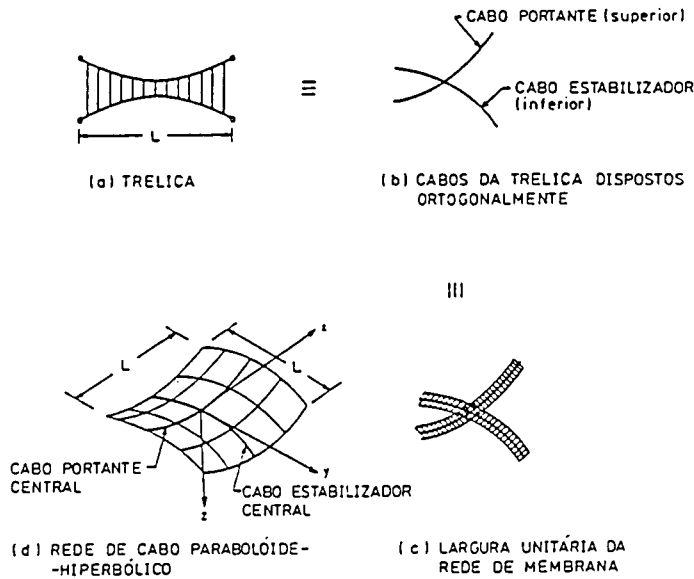 CABO PORTANTE (superior)
L
≡
CABO ESTABILIZADOR
(inferior)
(a) TRELICA
(b) CABOS DA TRELICA DISPOSTOS
ORTOGONALMENTE
L
L
x
y
z
CABO PORTANTE
CENTRAL
CABO ESTABILIZADOR
CENTRAL
(d) REDE DE CABO PARABOLÓIDE-
-HIPERBÓLICO
(c) LARGURA UNITÁRIA DA
REDE DE MEMBRANA